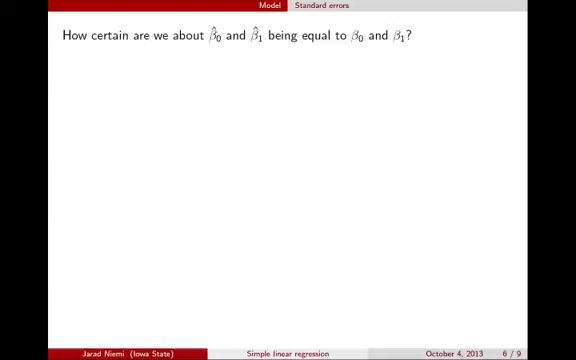 Model Standard errors
How certain are we about β̂₀ and β̂₁ being equal to β₀ and β₁?
Jarad Niemi (Iowa State) Simple linear regression October 4, 2013 6 / 9